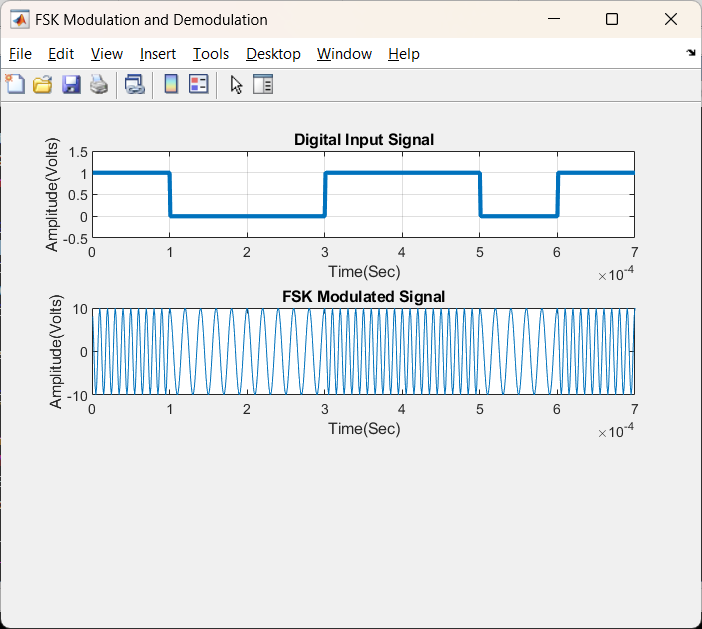 FSK Modulation and Demodulation
File Edit View Insert Tools Desktop Window Help
Digital Input Signal
Amplitude(Volts)
1.5
1
0.5
0
-0.5
0 1 2 3 4 5 6 7
Time(Sec)
×10-4
FSK Modulated Signal
Amplitude(Volts)
10
0
-10
0 1 2 3 4 5 6 7
Time(Sec)
×10-4